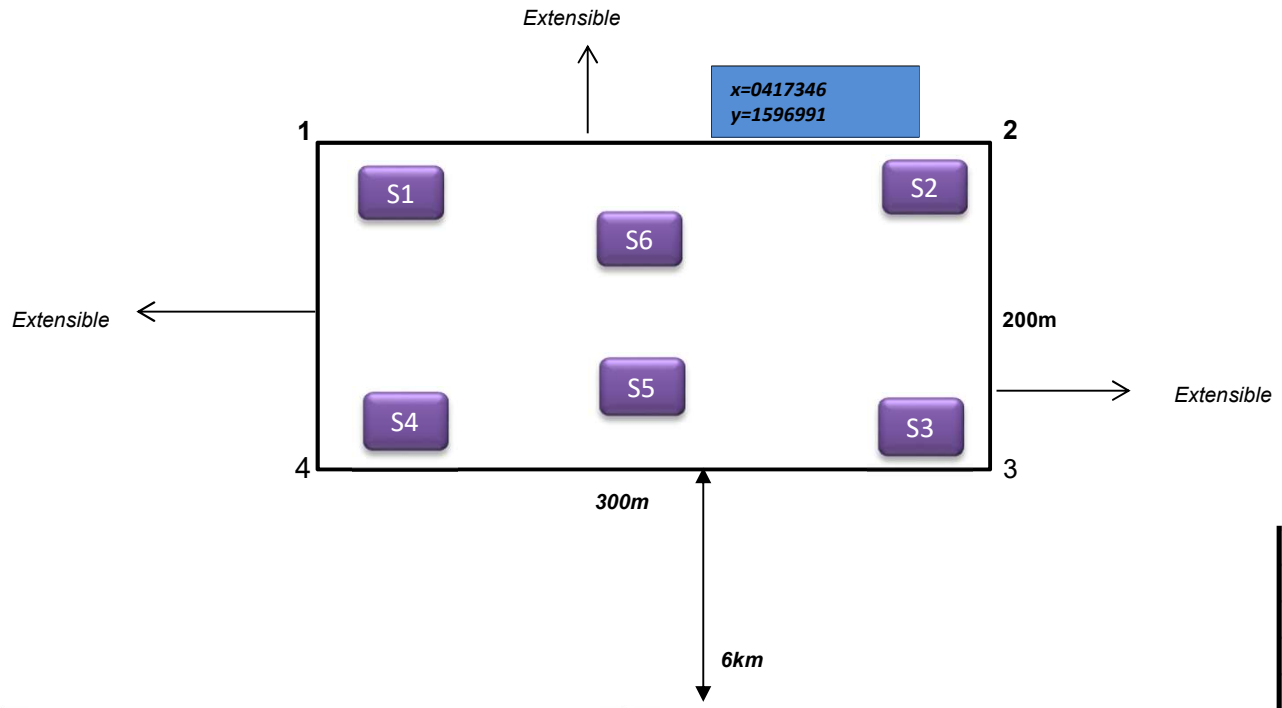 Extensible
x=0417346
y=1596991
1
2
S1
S2
S6
Extensible
200m
S5
Extensible
S4
S3
4
3
300m
6km